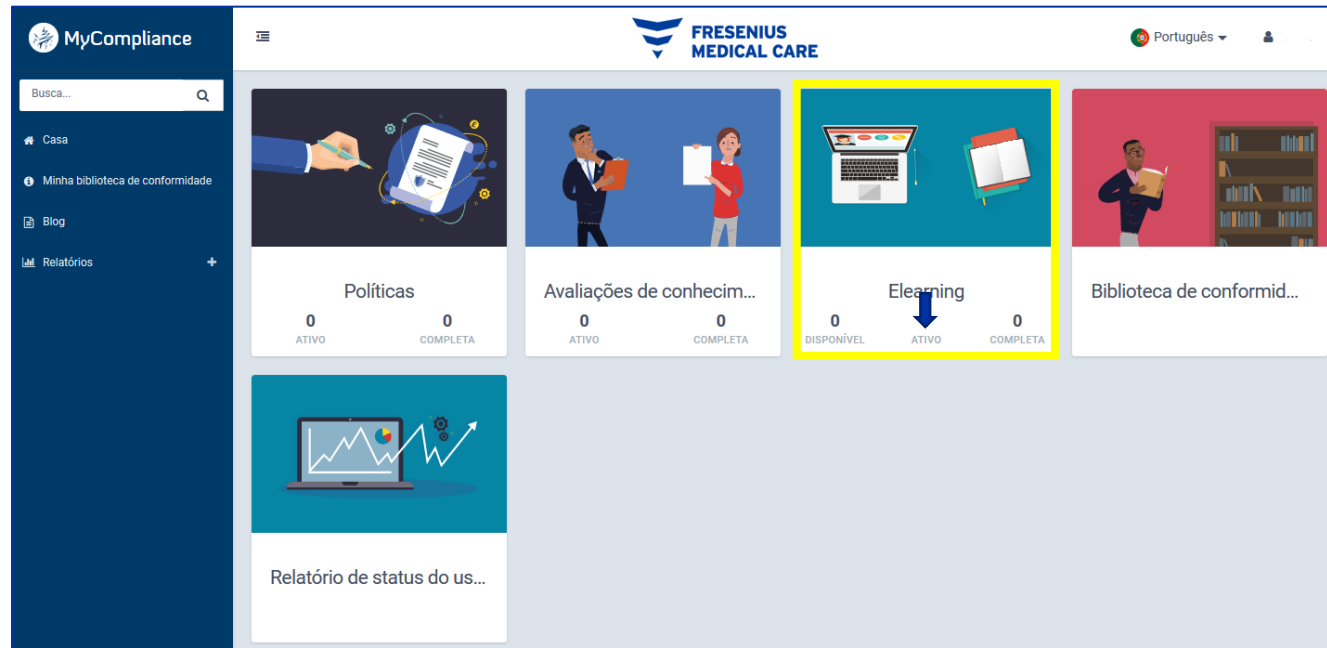 MyCompliance
FRESENIUS
MEDICAL CARE
Português
Busca...
Casa
Minha biblioteca de conformidade
Blog
Relatórios
Políticas
0 0
ATIVO COMPLETA
Avaliações de conhecim...
0 0
ATIVO COMPLETA
Elearning
0 0
DISPONÍVEL ATIVO COMPLETA
Biblioteca de conformid...
Relatório de status do us...